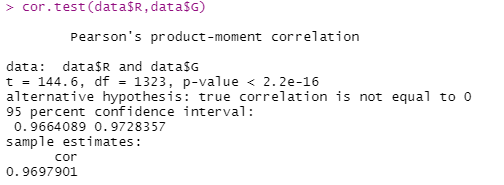 > cor.test(data$R,data$G)
Pearson's product-moment correlation
data:  data$R and data$G
t = 144.6, df = 1323, p-value < 2.2e-16
alternative hypothesis: true correlation is not equal to 0
95 percent confidence interval:
 0.9664089 0.9728357
sample estimates:
cor
0.9697901